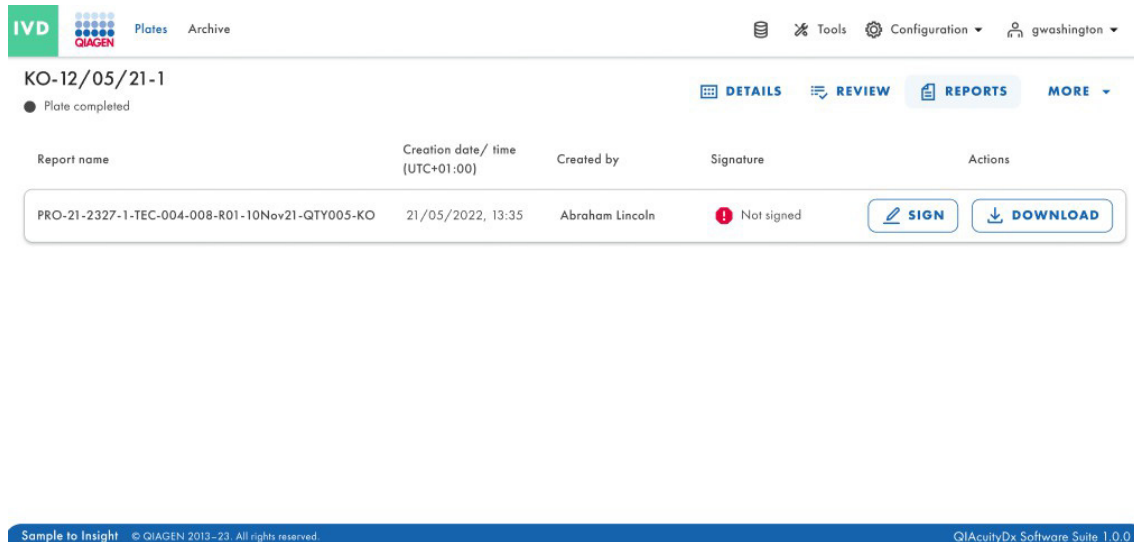 IVD
QIAGEN
Plates Archive
Tools Configuration gwashington
KO-12/05/21-1
Plate completed
DETAILS REVIEW REPORTS MORE
Report name Creation date/ time (UTC+01:00) Created by Signature Actions
PRO-21-2327-1-TEC-004-008-R01-10Nov21-QTY005-KO 21/05/2022, 13:35 Abraham Lincoln Not signed SIGN DOWNLOAD
Sample to Insight © QIAGEN 2013–23. All rights reserved. QIAcuityDx Software Suite 1.0.0